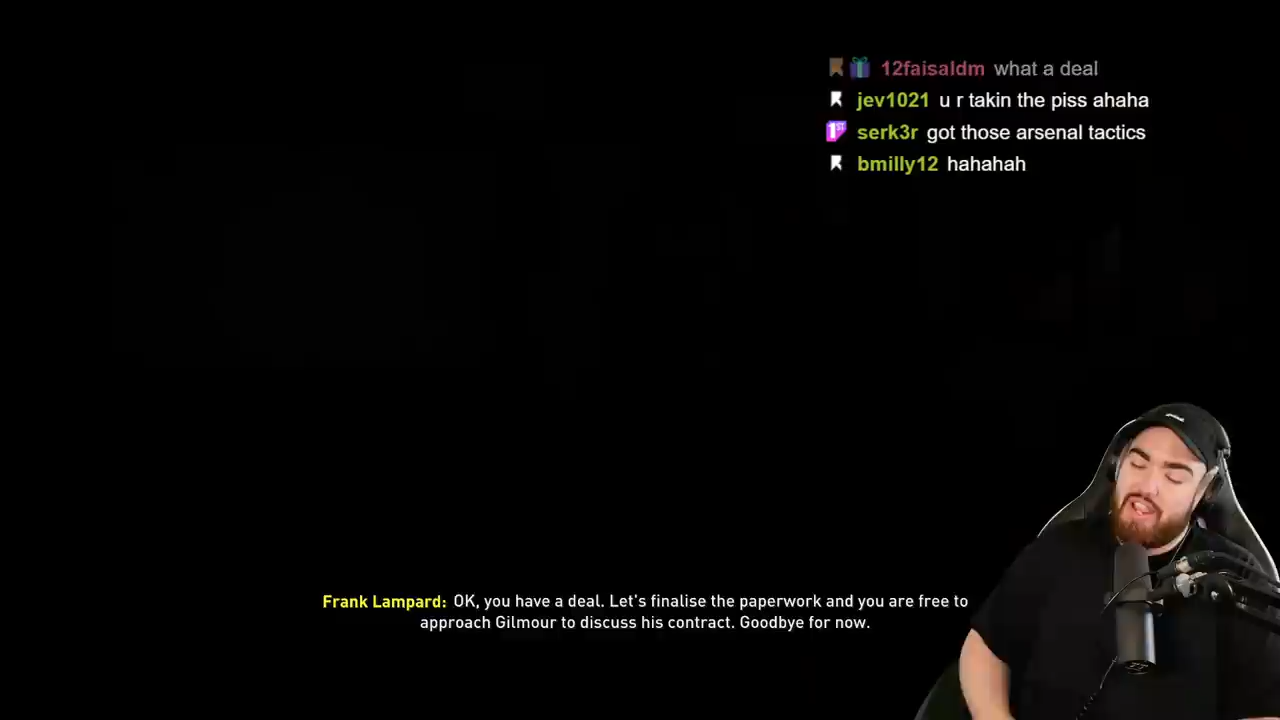 12faisaldm what a deal
jev1021 u r takin the piss ahaha
serk3r got those arsenal tactics
bmilly12 hahahah
Frank Lampard: OK, you have a deal. Let's finalise the paperwork and you are free to
approach Gilmour to discuss his contract. Goodbye for now.